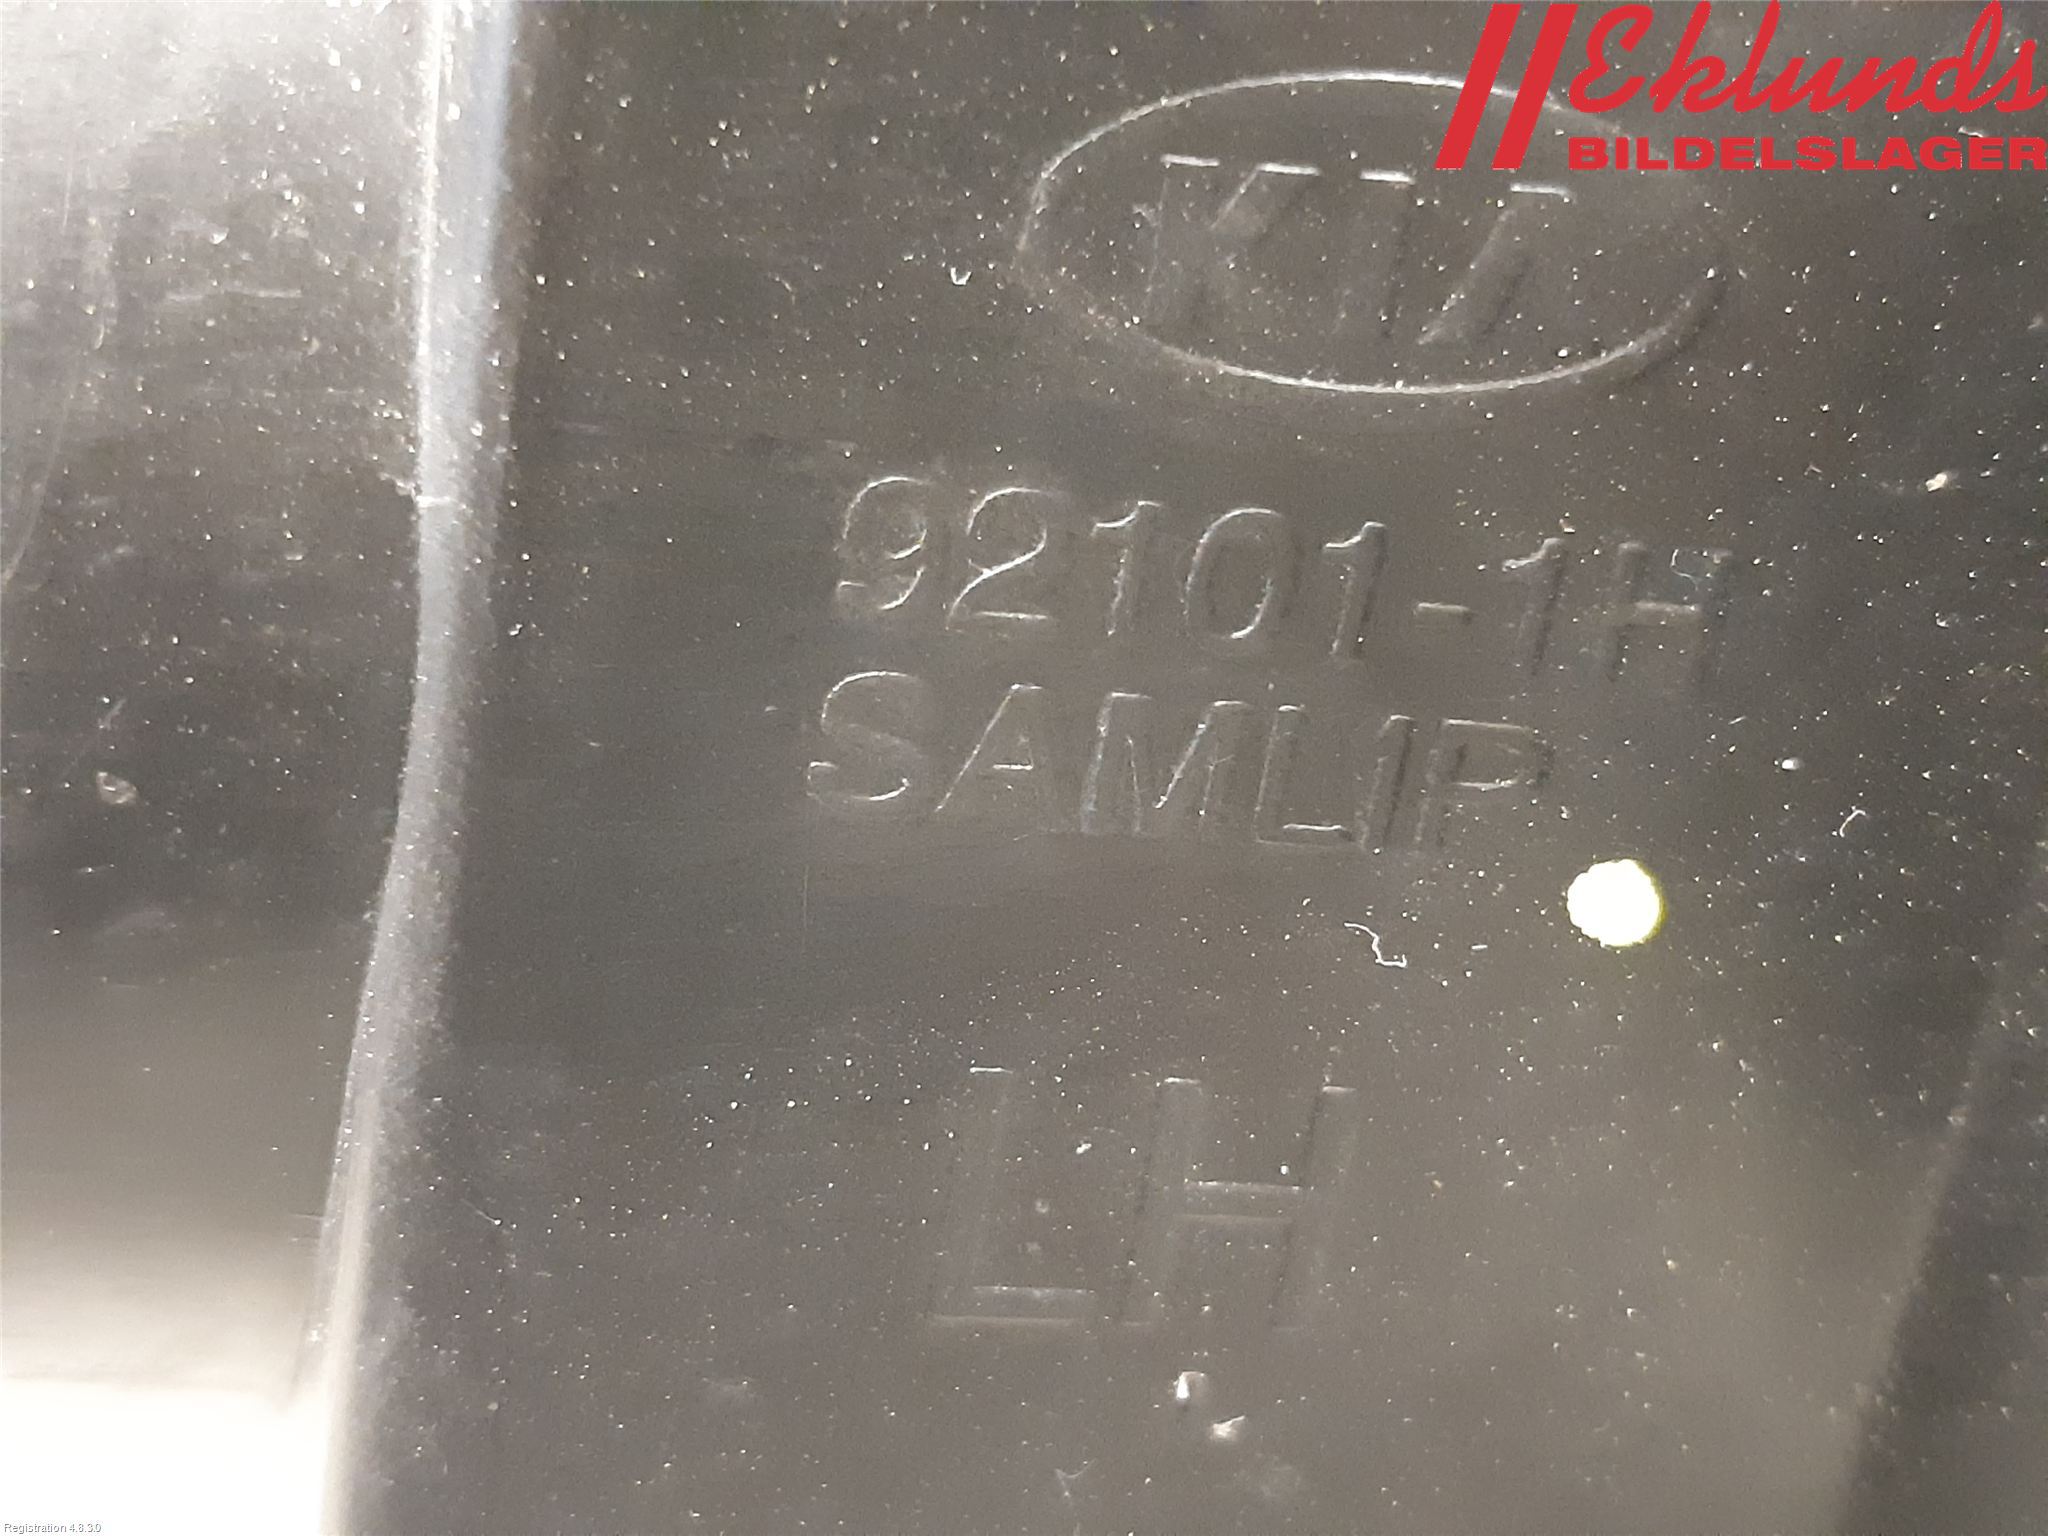 Eklunds
BILDELSLAGER
KIA
92101-1H
SAMLIP
LH
Registration 4.8.3.0